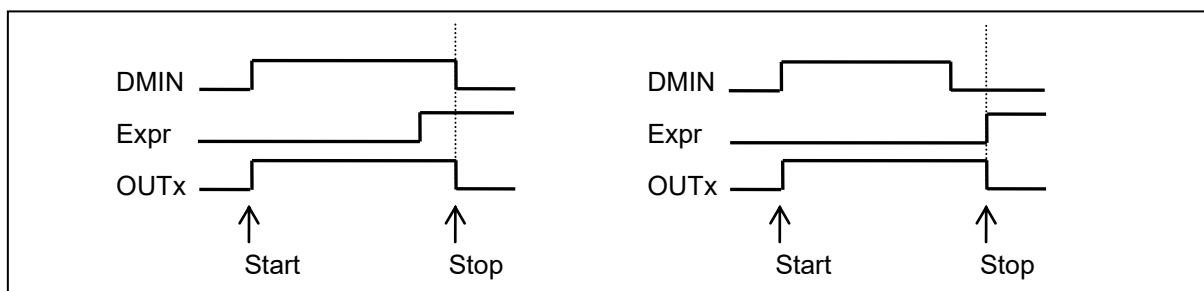 DMIN
Expr
OUTx
Start Stop
DMIN
Expr
OUTx
Start Stop